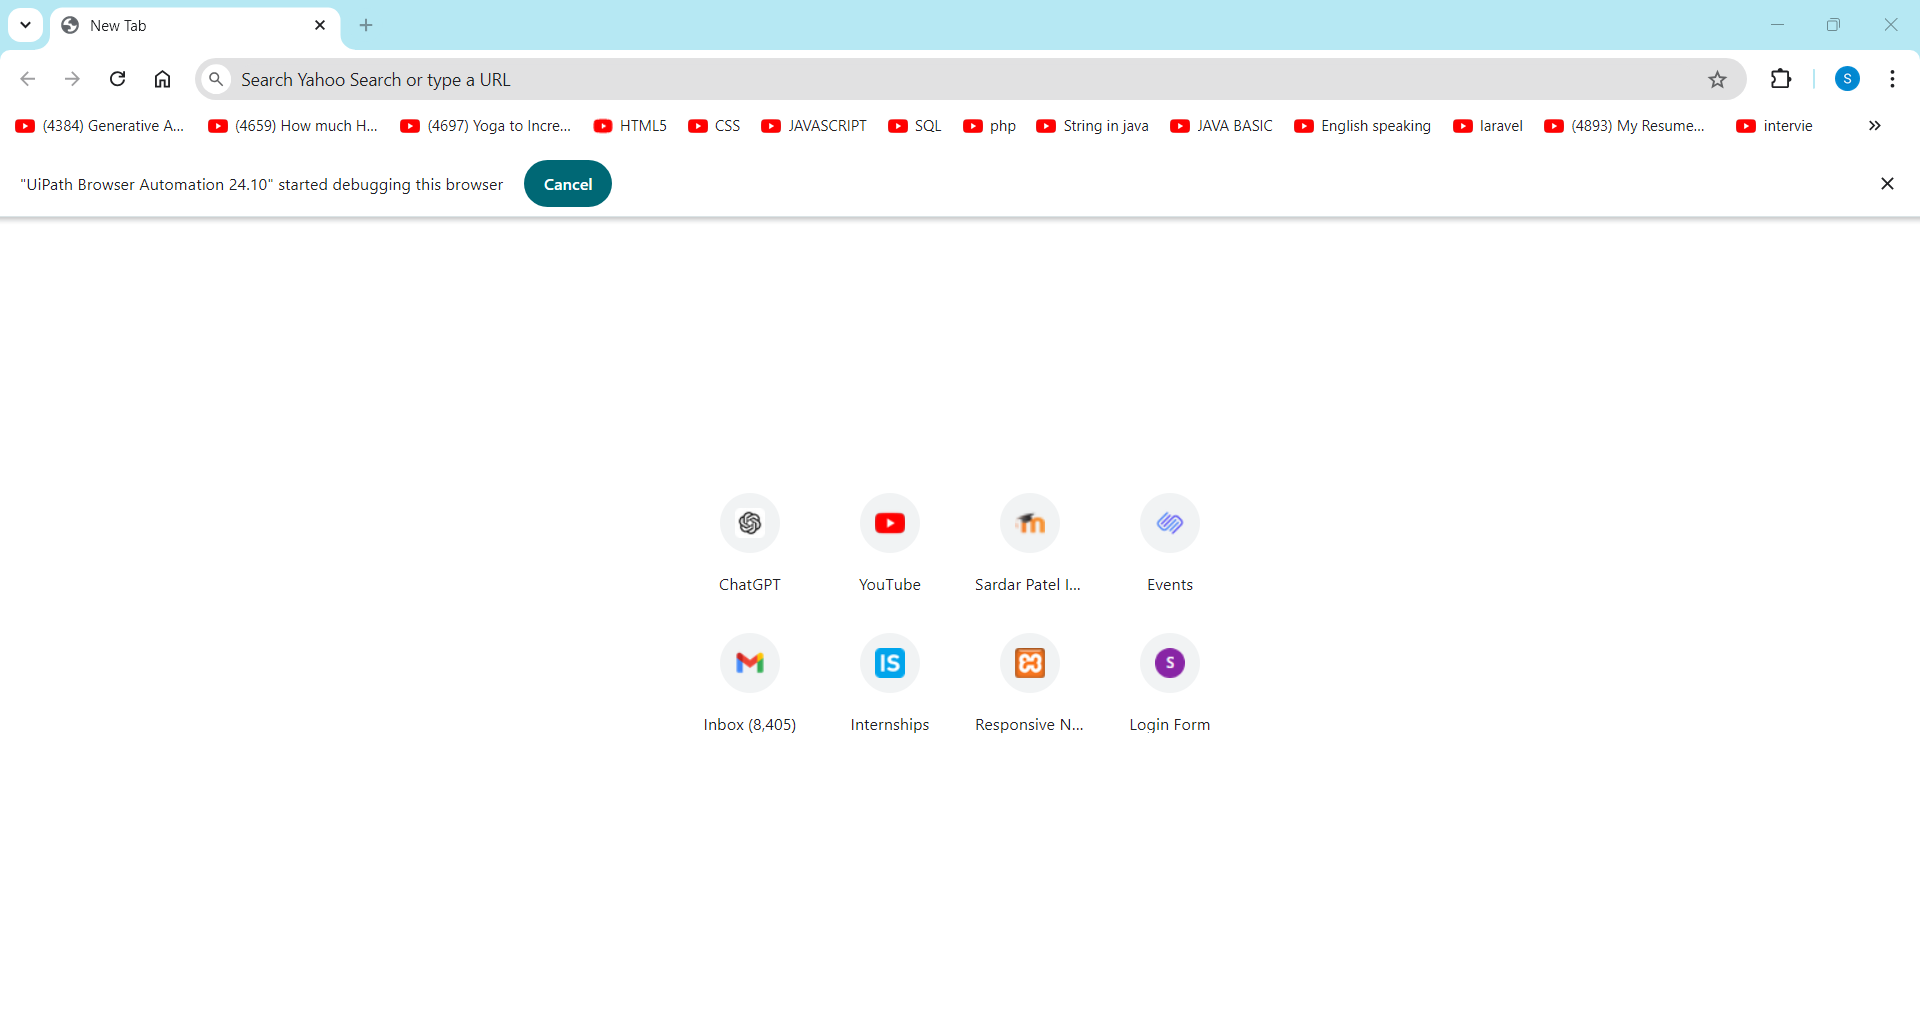 New Tab
Search Yahoo Search or type a URL
(4384) Generative A...
(4659) How much H...
(4697) Yoga to Incre...
HTML5
CSS
JAVASCRIPT
SQL
php
String in java
JAVA BASIC
English speaking
laravel
(4893) My Resume...
intervie
"UiPath Browser Automation 24.10" started debugging this browser
Cancel
S
ChatGPT
YouTube
Sardar Patel I...
Events
IS
S
Inbox (8,405)
Internships
Responsive N...
Login Form